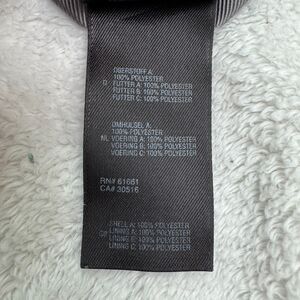 OBERSTOFF A:
100% POLYESTER
D FUTTER A: 100% POLYESTER
FUTTER B: 100% POLYESTER
FUTTER C: 100% POLYESTER
OMHULSEL A:
100% POLYESTER
NL VOERING A: 100% POLYESTER
VOERING B: 100% POLYESTER
VOERING C: 100% POLYESTER
RN# 61661
CA# 30516
SHELL A: 100% POLYESTER
LINING A: 100% POLYESTER
LINING B: 100% POLYESTER
LINING C: 100% POLYESTER